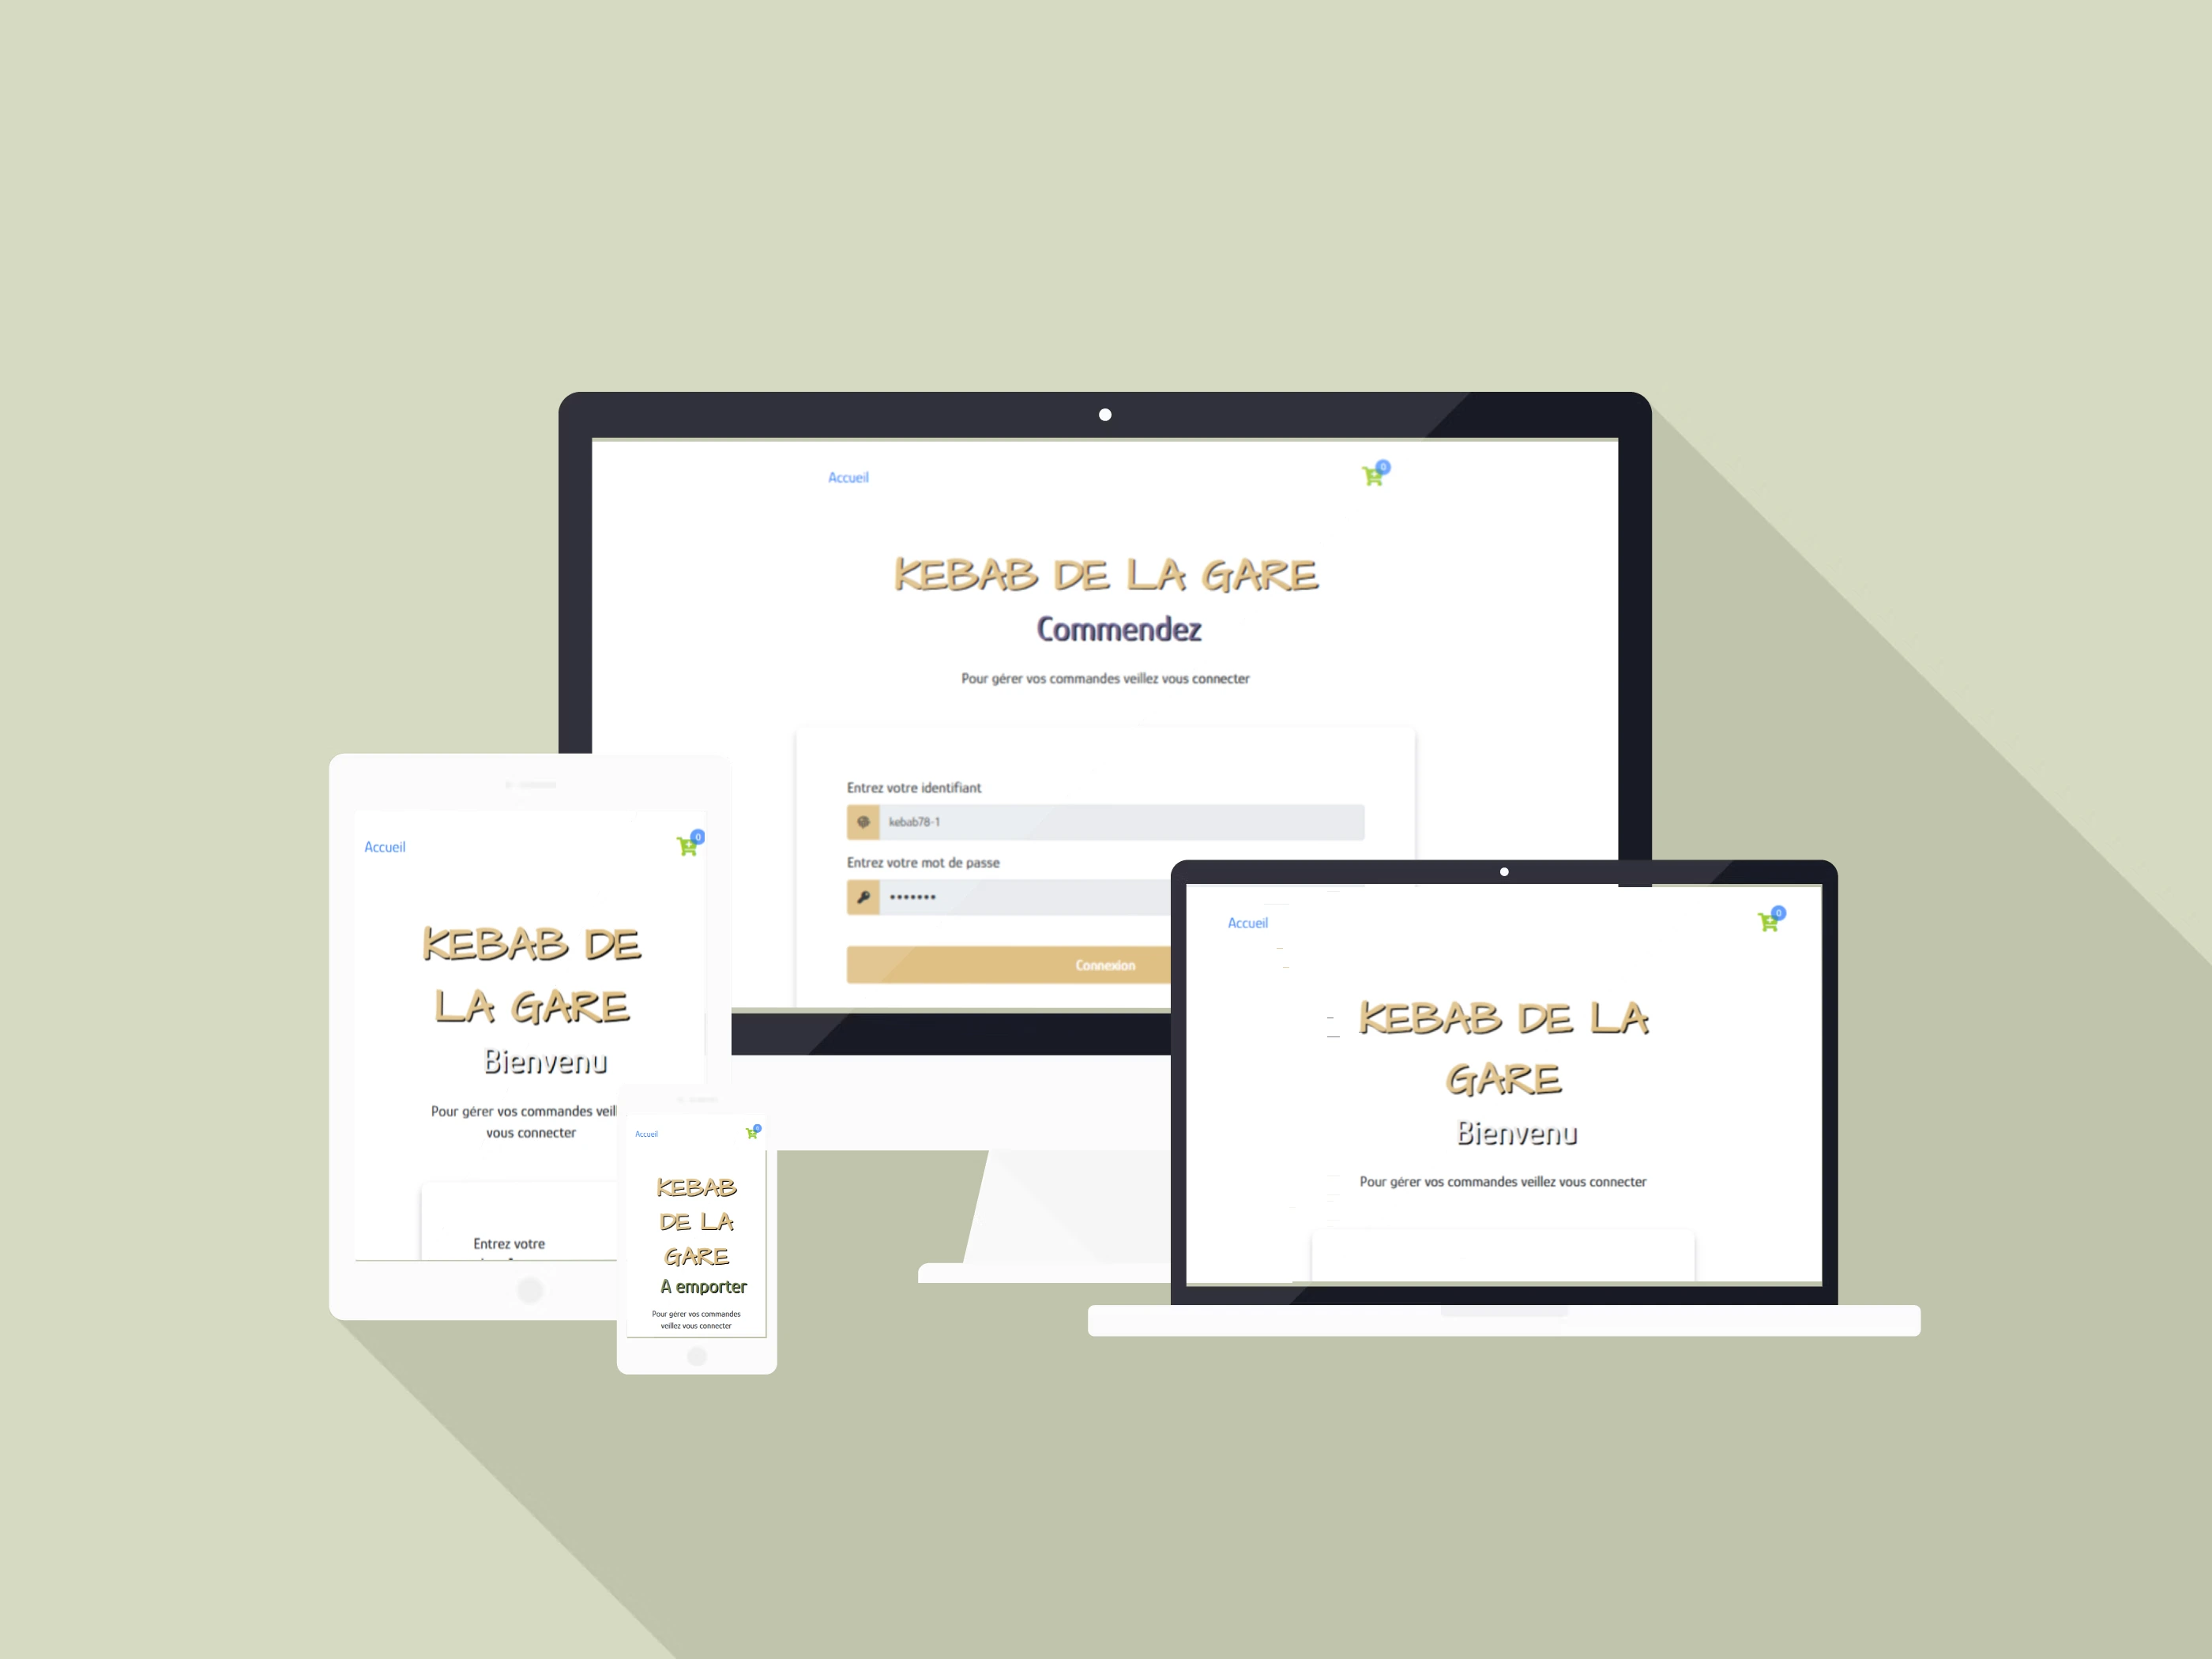 Accueil
0
KEBAB DE LA GARE
Commendez
Pour gérer vos commandes veillez vous connecter
Entrez votre identifiant
kebab78-1
Entrez votre mot de passe
•••••••
Connexion
Accueil
0
KEBAB DE
LA GARE
Bienvenu
Pour gérer vos commandes veill
vous connecter
Entrez votre
Accueil
0
KEBAB
DE LA
GARE
A emporter
Pour gérer vos commandes
veillez vous connecter
Accueil
0
KEBAB DE LA
GARE
Bienvenu
Pour gérer vos commandes veillez vous connecter